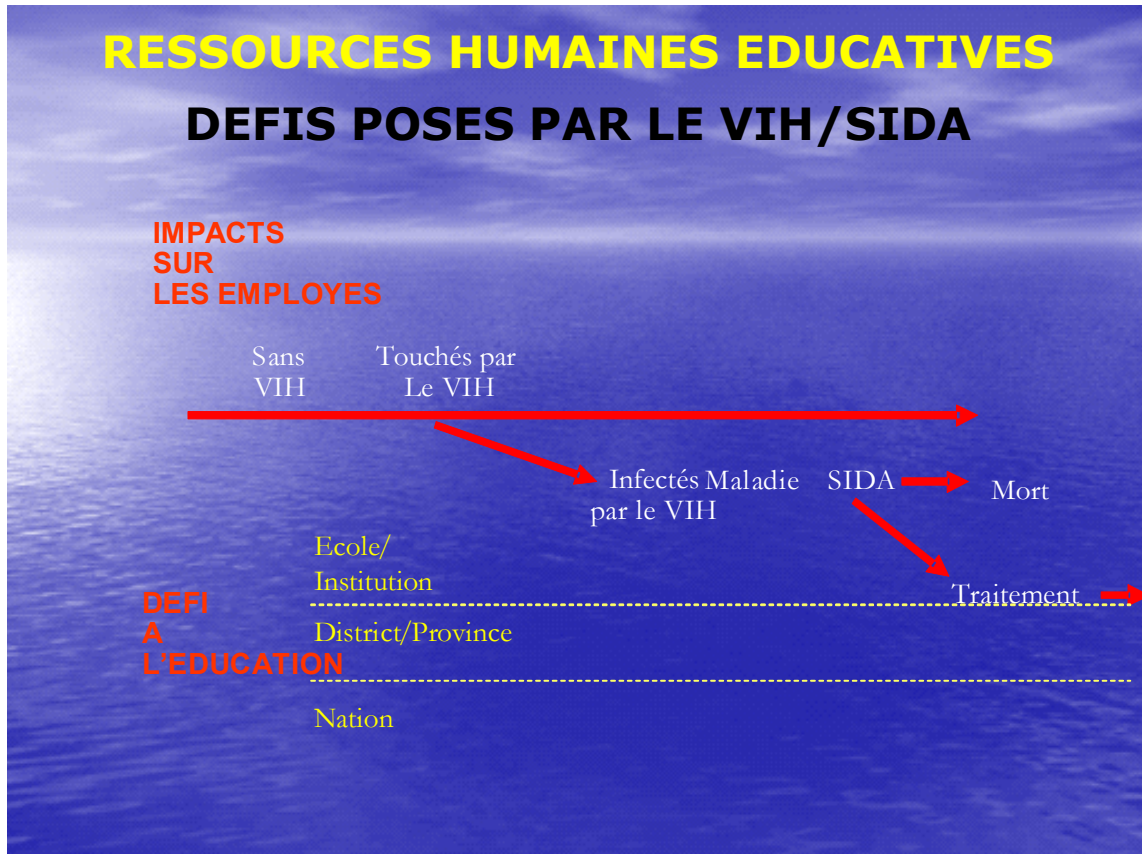 RESSOURCES HUMAINES EDUCATIVES
DEFIS POSES PAR LE VIH/SIDA
IMPACTS
SUR
LES EMPLOYES
Sans
VIH
Touchés par
Le VIH
Infectés
par le VIH
Maladie
SIDA
Mort
Traitement
DEFI
A
L'EDUCATION
Ecole/
Institution
District/Province
Nation